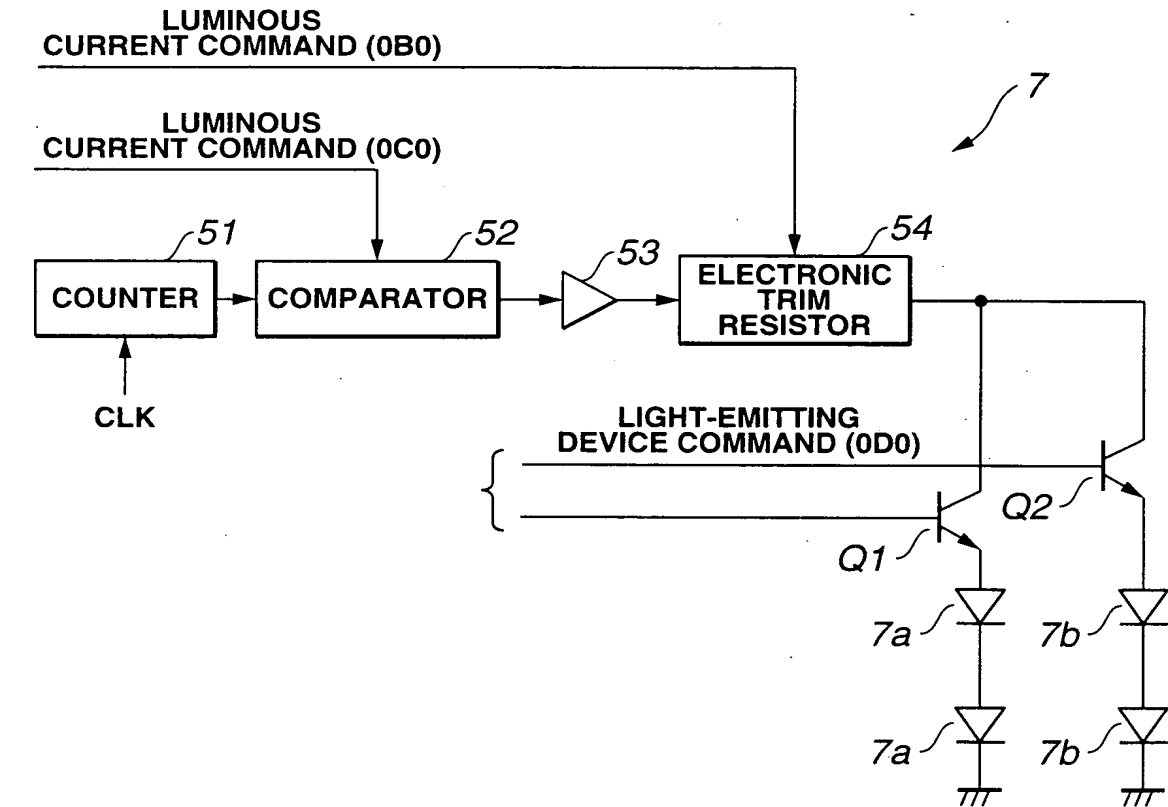 LUMINOUS
CURRENT COMMAND (0B0)
7
LUMINOUS
CURRENT COMMAND (0C0)
51
52
53
54
COUNTER
COMPARATOR
ELECTRONIC
TRIM
RESISTOR
CLK
LIGHT-EMITTING
DEVICE COMMAND (0D0)
Q2
Q1
7a
7b
7a
7b